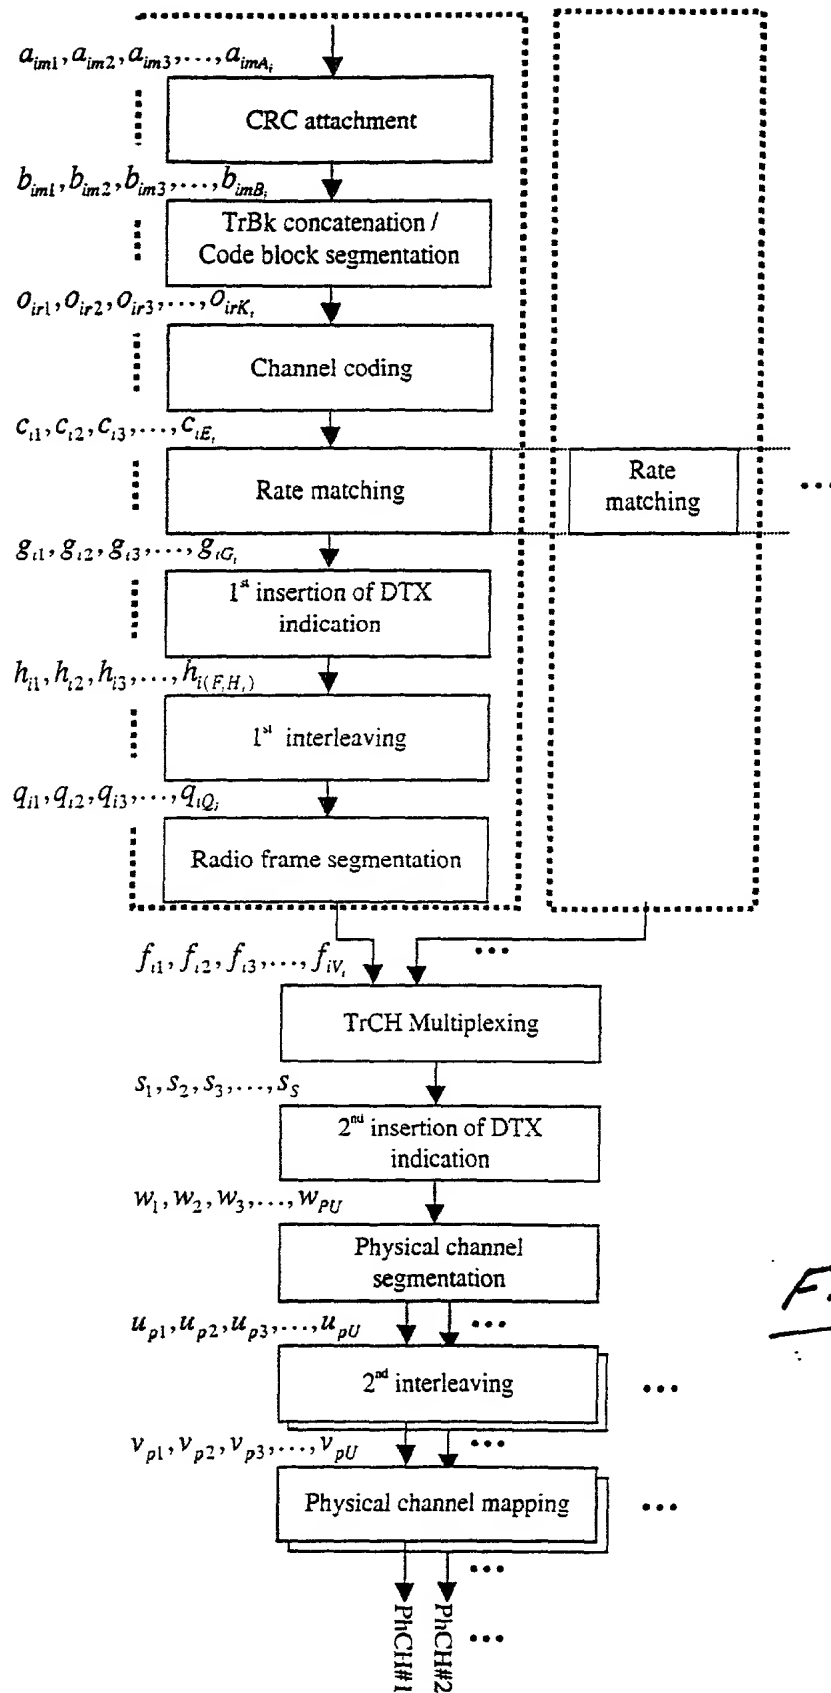 a_im1, a_im2, a_im3, ..., a_imA_i
CRC attachment
b_im1, b_im2, b_im3, ..., b_imB_i
TrBk concatenation /
Code block segmentation
o_ir1, o_ir2, o_ir3, ..., o_irK_i
Channel coding
c_i1, c_i2, c_i3, ..., c_iE_i
Rate matching
Rate
matching
...
g_i1, g_i2, g_i3, ..., g_iG_i
1st insertion of DTX
indication
h_i1, h_i2, h_i3, ..., h_i(F_iH_i)
1st interleaving
q_i1, q_i2, q_i3, ..., q_iQ_i
Radio frame segmentation
f_i1, f_i2, f_i3, ..., f_iV_i
...
TrCH Multiplexing
s_1, s_2, s_3, ..., s_S
2nd insertion of DTX
indication
w_1, w_2, w_3, ..., w_PU
Physical channel
segmentation
u_p1, u_p2, u_p3, ..., u_pU
...
2nd interleaving
...
v_p1, v_p2, v_p3, ..., v_pU
...
Physical channel mapping
...
...
PhCH#1
PhCH#2
...